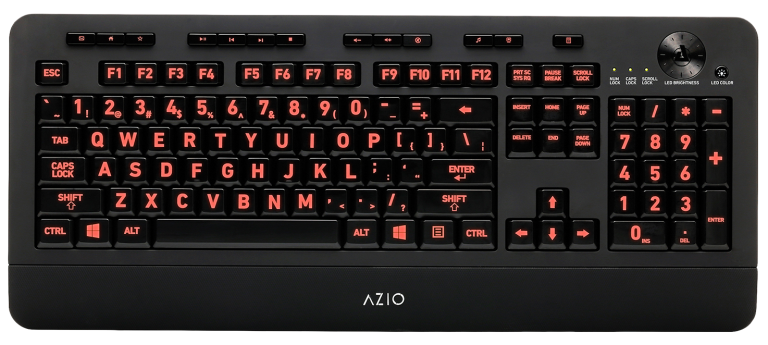 ESC F1 F2 F3 F4 F5 F6 F7 F8 F9 F10 F11 F12 PRT SC SYS RQ PAUSE BREAK SCROLL LOCK
NUM LOCK CAPS LOCK SCROLL LOCK LED BRIGHTNESS LED COLOR
` ~ 1 ! 2 @ 3 # 4 $ 5 % 6 ^ 7 & 8 * 9 ( 0 ) - _ = + INSERT HOME PAGE UP NUM LOCK / * -
TAB Q W E R T Y U I O P [ { ] } \ ¦ DELETE END PAGE DOWN 7 8 9 +
CAPS LOCK A S D F G H J K L ; : ' " ENTER 4 5 6
SHIFT Z X C V B N M , < . > / ? SHIFT 1 2 3 ENTER
CTRL ALT ALT CTRL 0 INS . DEL
AZIO